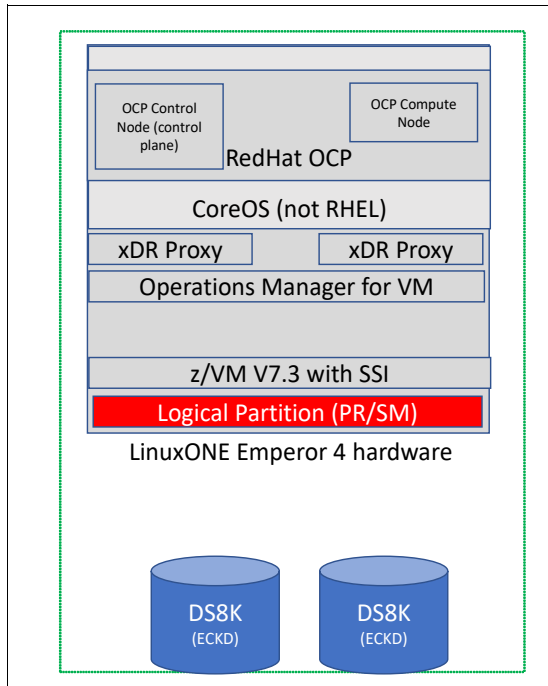 OCP Control
Node (control
plane)
OCP Compute
Node
RedHat OCP
CoreOS (not RHEL)
xDR Proxy
xDR Proxy
Operations Manager for VM
z/VM V7.3 with SSI
Logical Partition (PR/SM)
LinuxONE Emperor 4 hardware
DS8K
(ECKD)
DS8K
(ECKD)